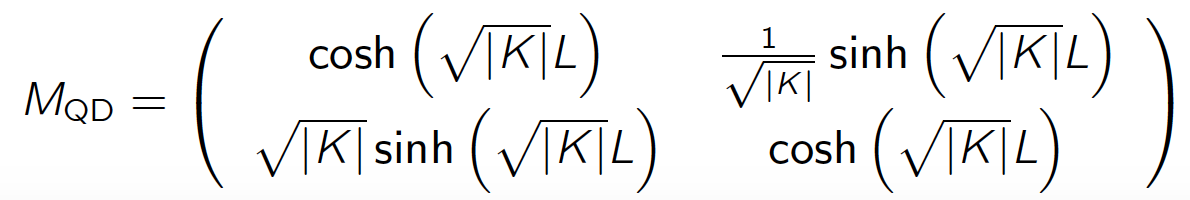 M_QD = ( cosh (√|K|L)    1/√|K| sinh (√|K|L)
√|K| sinh (√|K|L)    cosh (√|K|L) )